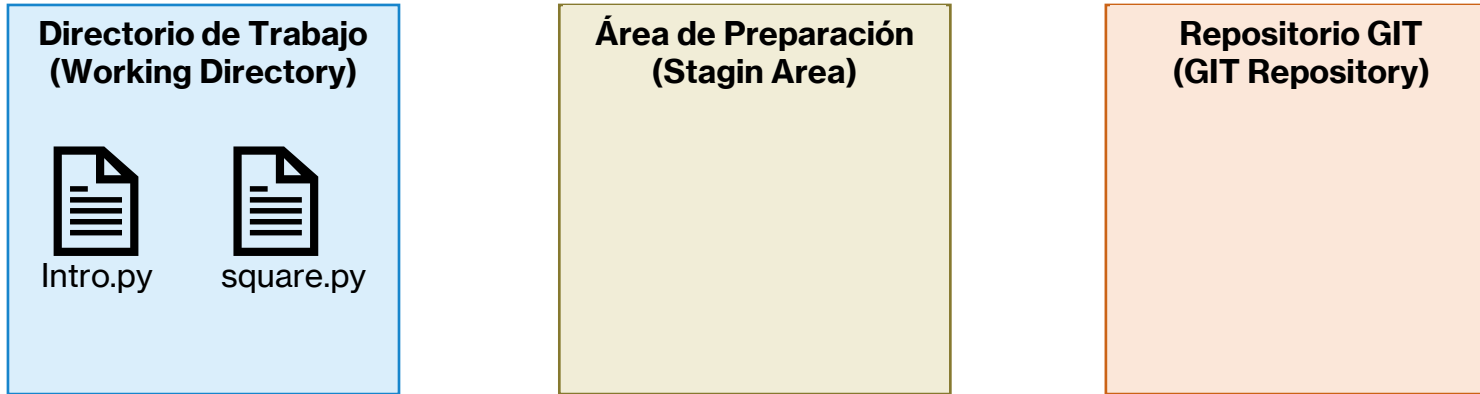 Directorio de Trabajo
(Working Directory)
Intro.py
square.py
Área de Preparación
(Stagin Area)
Repositorio GIT
(GIT Repository)